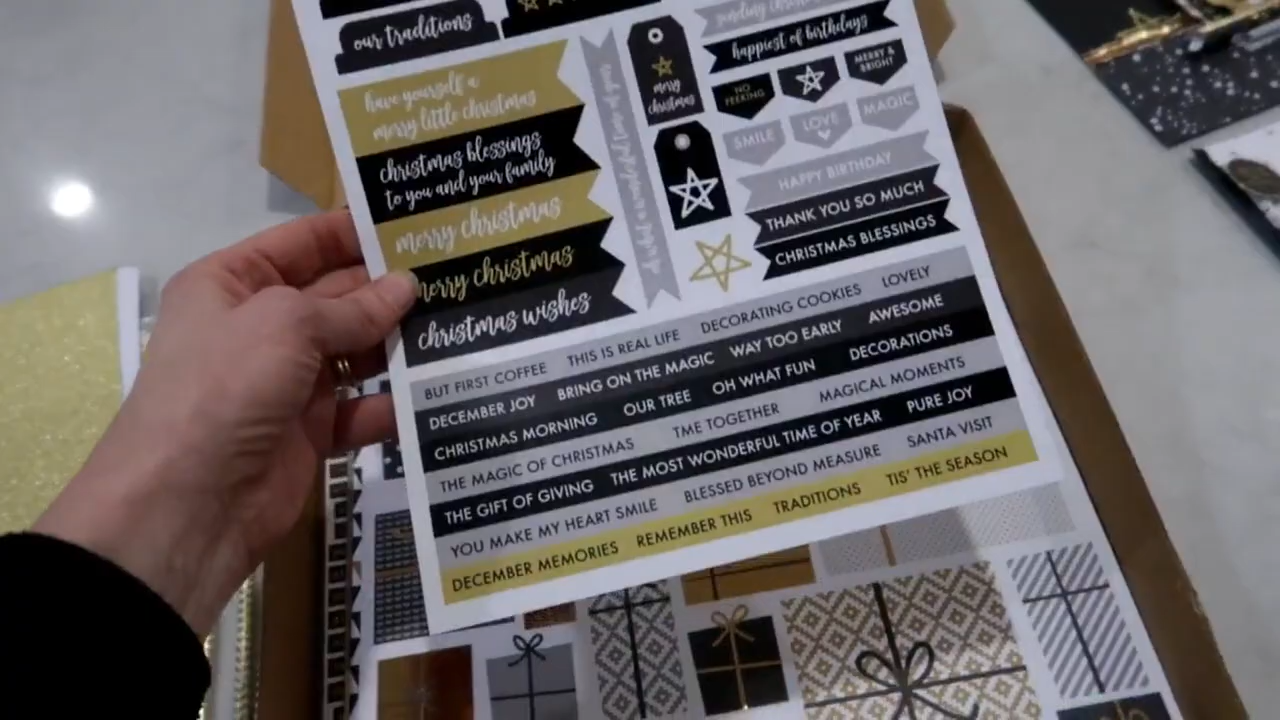 our traditions
have yourself a
merry little christmas
christmas blessings
to you and your family
merry christmas
merry christmas
christmas wishes
merry
christmas
sending christmas
happiest of birthdays
NO
PEEKING
MERRY &
BRIGHT
SMILE
LOVE
MAGIC
HAPPY BIRTHDAY
THANK YOU SO MUCH
CHRISTMAS BLESSINGS
BUT FIRST COFFEE THIS IS REAL LIFE DECORATING COOKIES LOVELY
DECEMBER JOY BRING ON THE MAGIC WAY TOO EARLY AWESOME
CHRISTMAS MORNING OUR TREE OH WHAT FUN DECORATIONS
THE MAGIC OF CHRISTMAS TME TOGETHER MAGICAL MOMENTS
THE GIFT OF GIVING THE MOST WONDERFUL TIME OF YEAR PURE JOY
YOU MAKE MY HEART SMILE BLESSED BEYOND MEASURE SANTA VISIT
DECEMBER MEMORIES REMEMBER THIS TRADITIONS TIS' THE SEASON